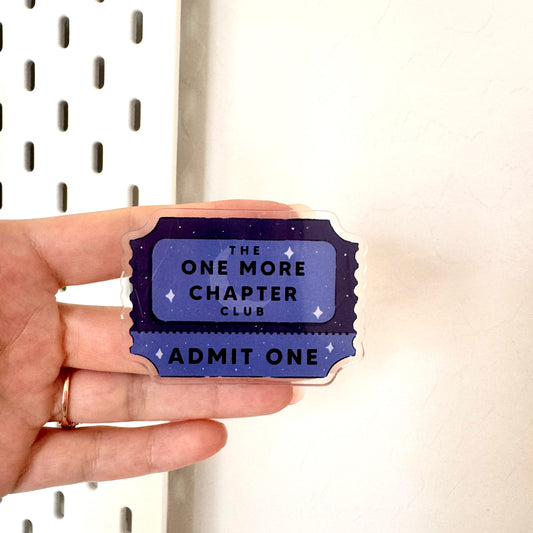 THE
ONE MORE
CHAPTER
CLUB
ADMIT ONE